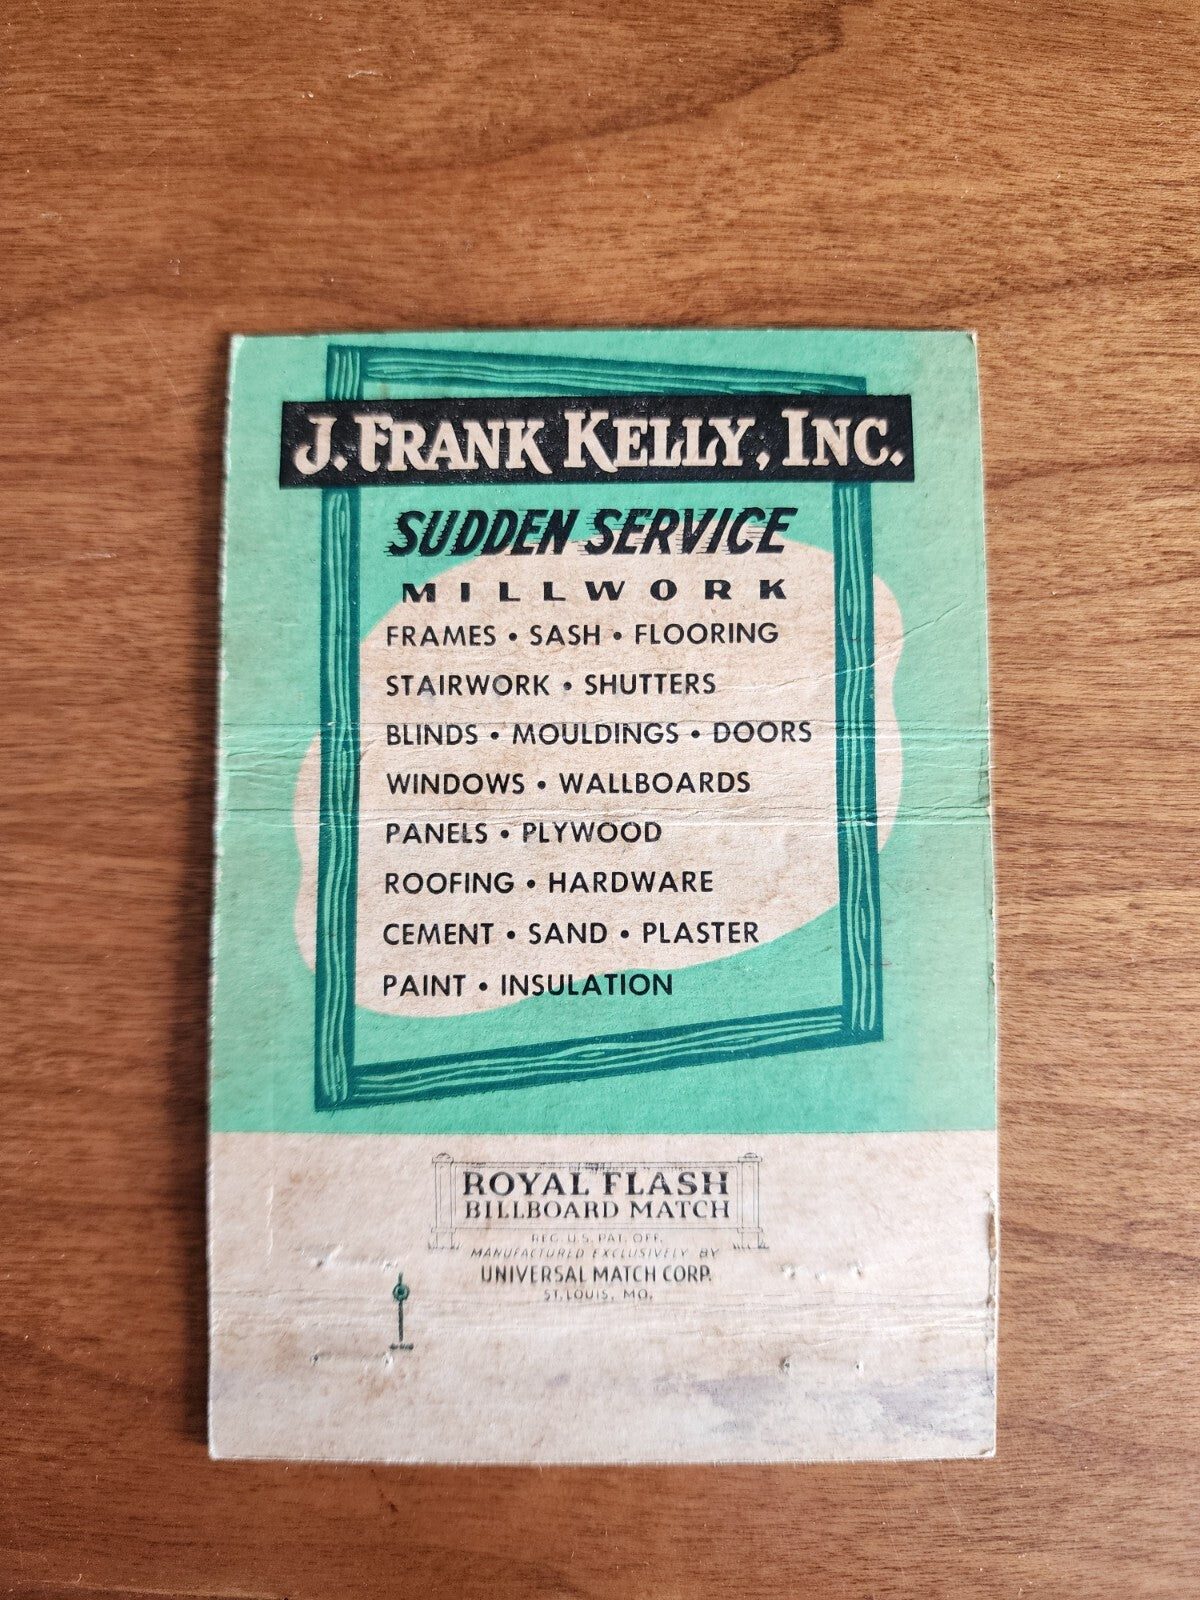 J. FRANK KELLY, INC.
SUDDEN SERVICE
MILLWORK
FRAMES • SASH • FLOORING
STAIRWORK • SHUTTERS
BLINDS • MOULDINGS • DOORS
WINDOWS • WALLBOARDS
PANELS • PLYWOOD
ROOFING • HARDWARE
CEMENT • SAND • PLASTER
PAINT • INSULATION
ROYAL FLASH
BILLBOARD MATCH
REG. U.S. PAT. OFF.
MANUFACTURED EXCLUSIVELY BY
UNIVERSAL MATCH CORP.
ST. LOUIS, MO.